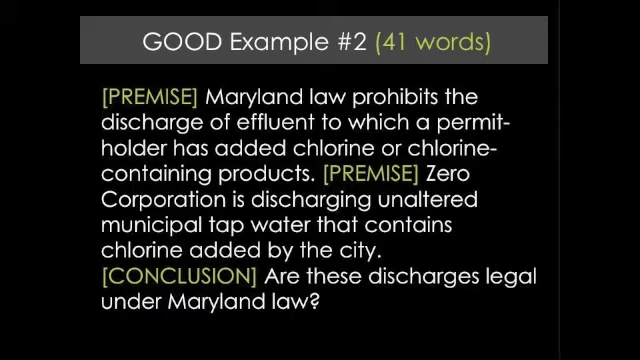 GOOD Example #2 (41 words)
[PREMISE] Maryland law prohibits the
discharge of effluent to which a permit-
holder has added chlorine or chlorine-
containing products. [PREMISE] Zero
Corporation is discharging unaltered
municipal tap water that contains
chlorine added by the city.
[CONCLUSION] Are these discharges legal
under Maryland law?